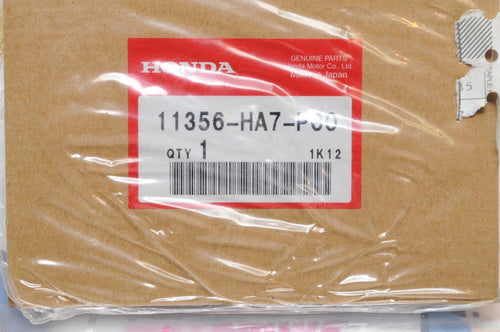 HONDA
GENUINE PARTS
Honda Motor Co., Ltd.
Made in Japan
11356-HA7-P00
QTY 1
1K12